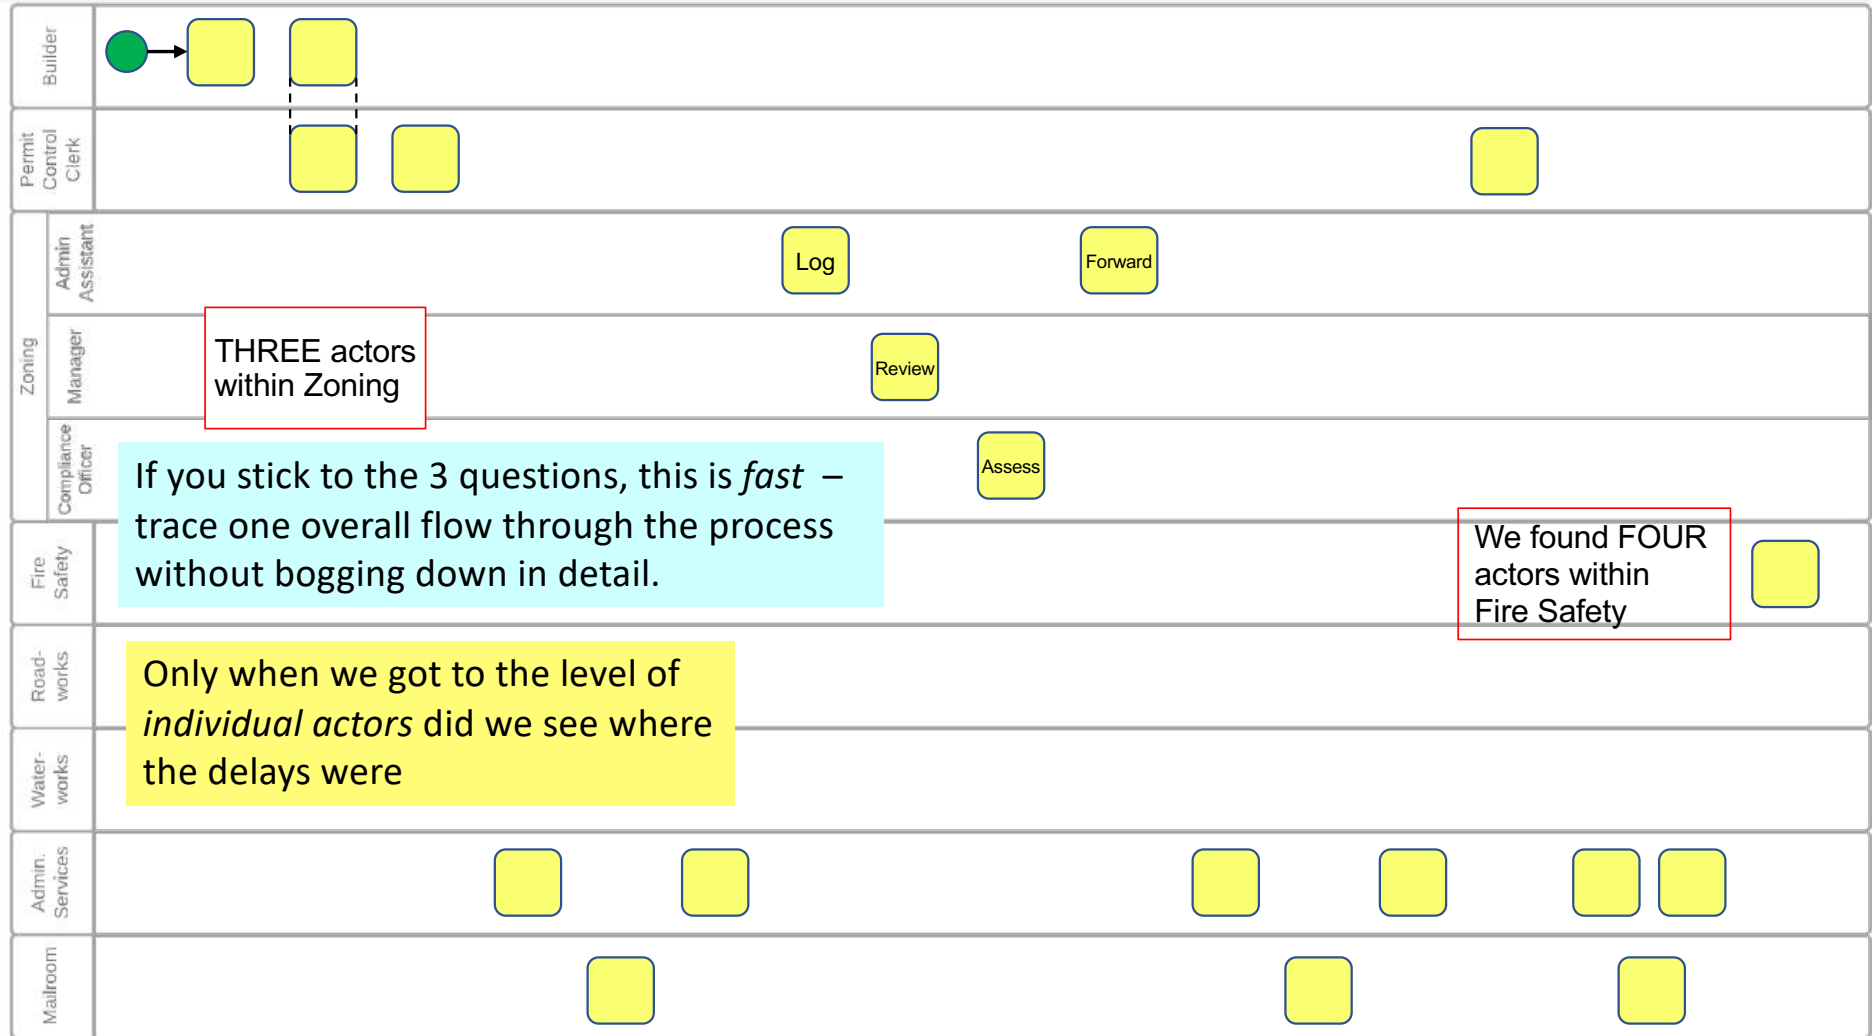 Builder
Permit
Control
Clerk
Zoning
Admin
Assistant
Log
Forward
Manager
THREE actors
within Zoning
Review
Compliance
Officer
Assess
If you stick to the 3 questions, this is fast –
trace one overall flow through the process
without bogging down in detail.
Fire
Safety
We found FOUR
actors within
Fire Safety
Road-
works
Only when we got to the level of
individual actors did we see where
the delays were
Water-
works
Admin.
Services
Mailroom